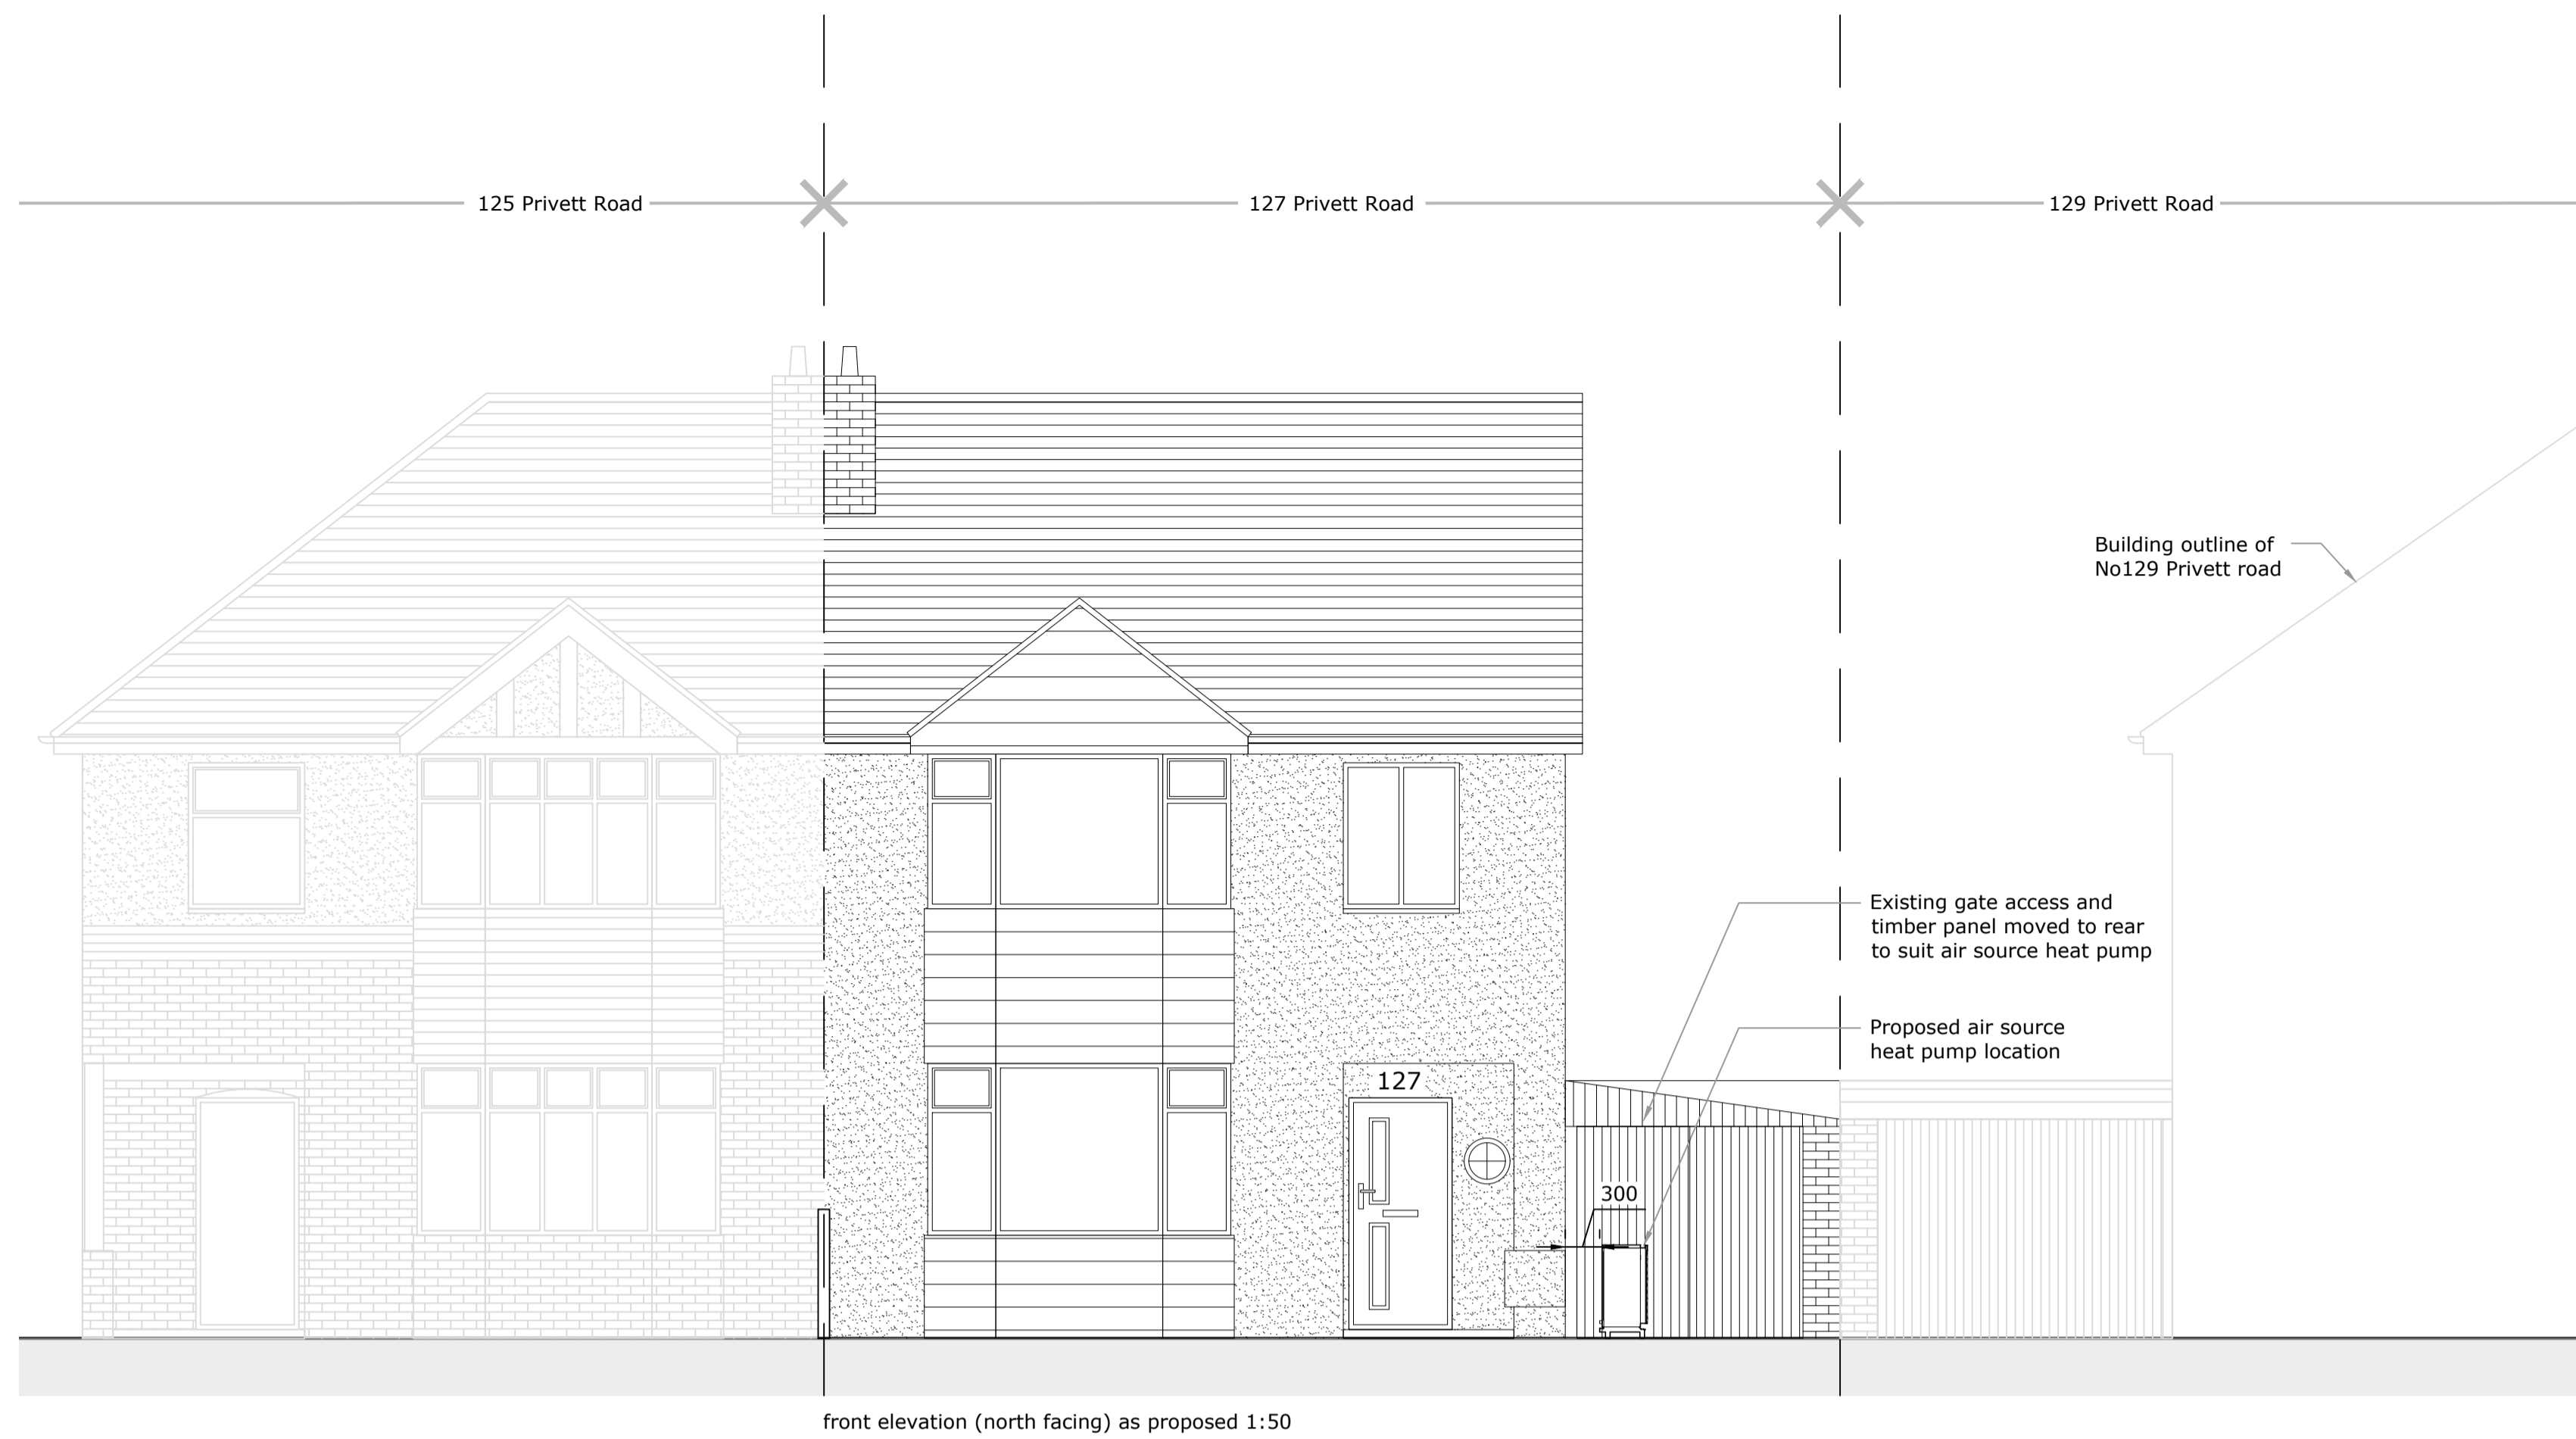 125 Privett Road
127 Privett Road
129 Privett Road
Building outline of
No129 Privett road
Existing gate access and
timber panel moved to rear
to suit air source heat pump
Proposed air source
heat pump location
127
300
front elevation (north facing) as proposed 1:50